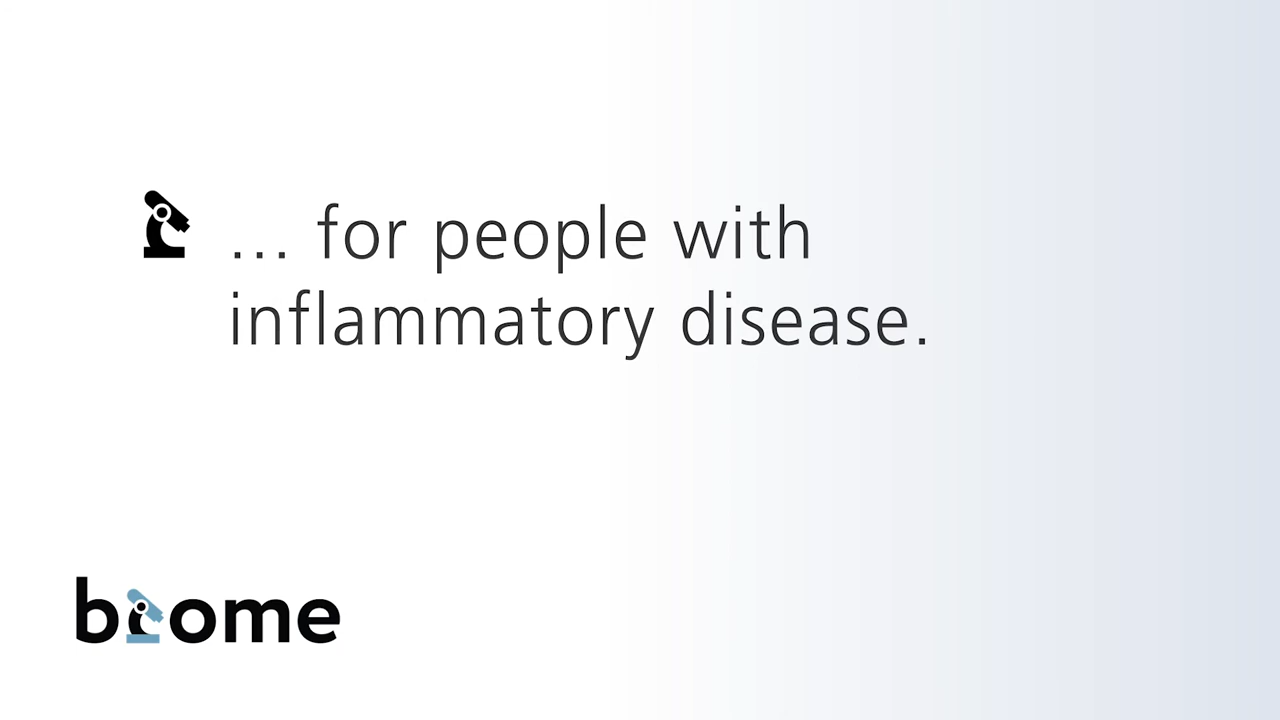 ... for people with
inflammatory disease.
biome